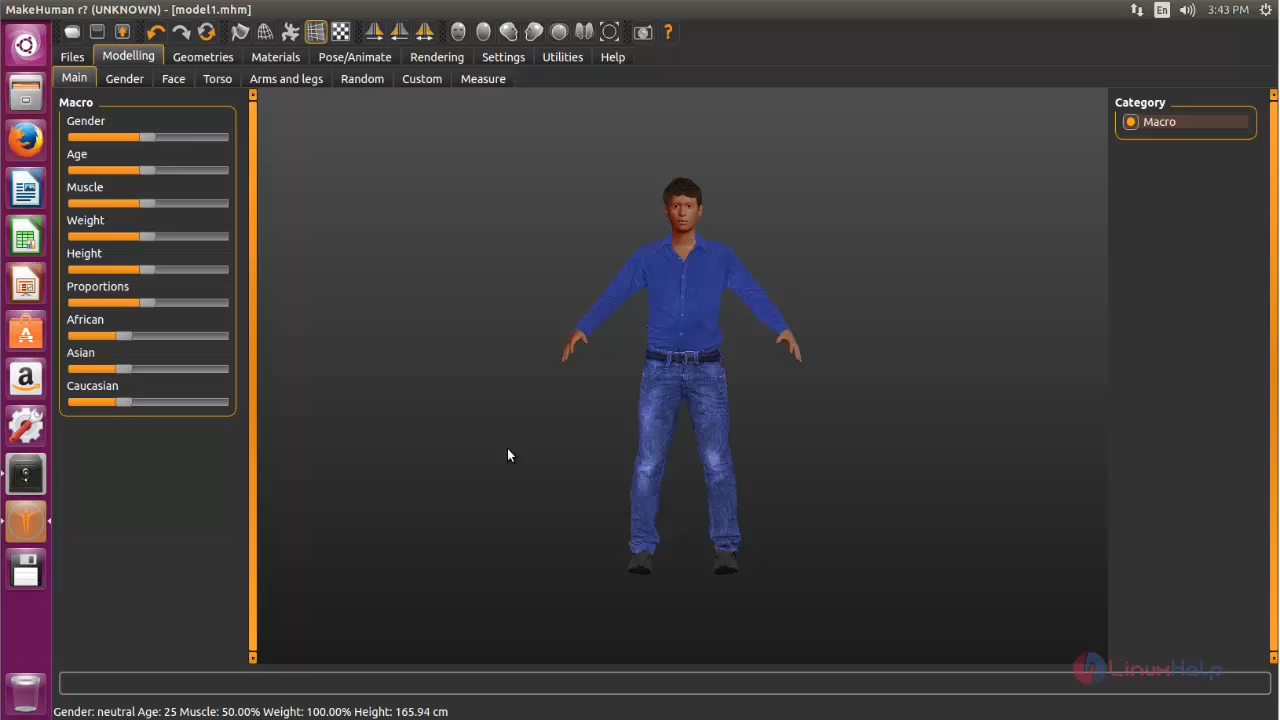 MakeHuman r? (UNKNOWN) - [model1.mhm]
En 3:43 PM
Files Modelling Geometries Materials Pose/Animate Rendering Settings Utilities Help
Main Gender Face Torso Arms and legs Random Custom Measure
Macro
Gender
Age
Muscle
Weight
Height
Proportions
African
Asian
Caucasian
Category
Macro
LinuxHelp
Gender: neutral Age: 25 Muscle: 50.00% Weight: 100.00% Height: 165.94 cm